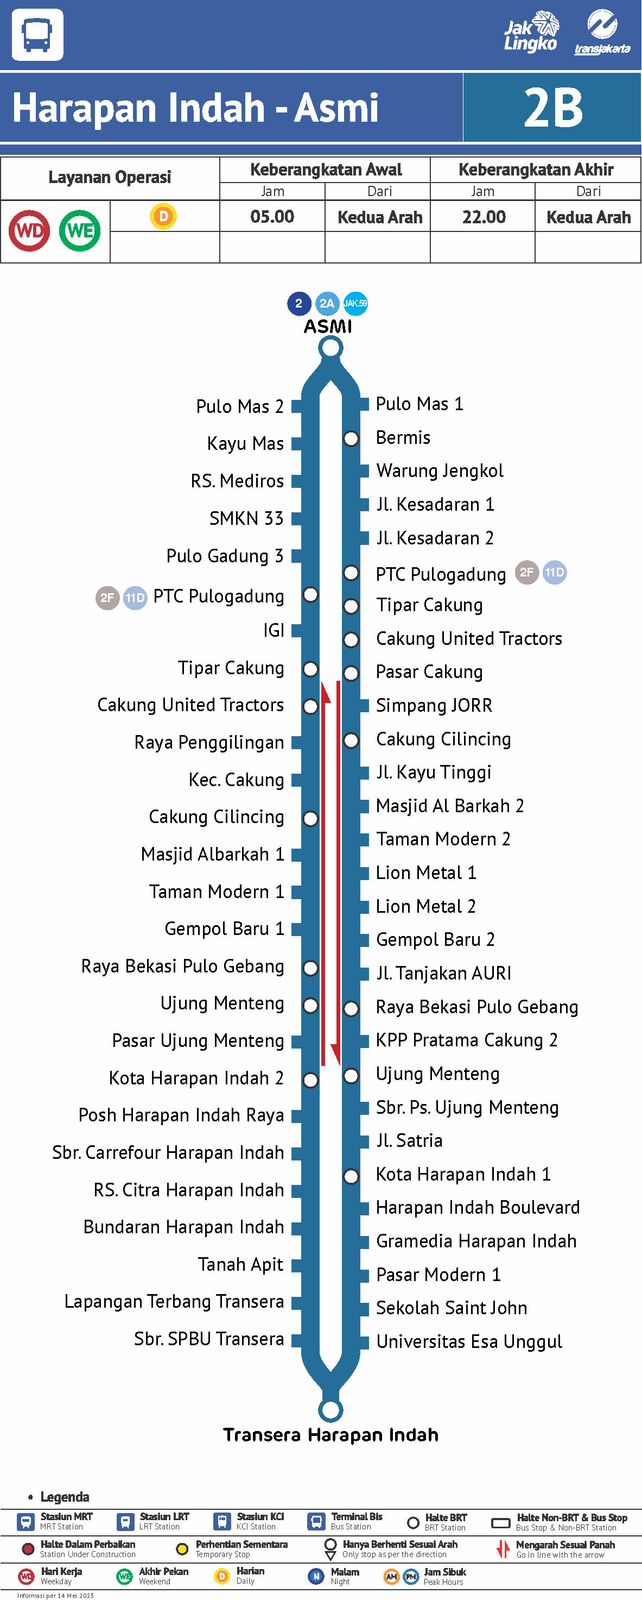 Jak
Lingko
transjakarta
Harapan Indah - Asmi
2B
Layanan Operasi
Keberangkatan Awal
Keberangkatan Akhir
Jam
Dari
Jam
Dari
WD
WE
D
05.00
Kedua Arah
22.00
Kedua Arah
2
2A
JAK.59
ASMI
Pulo Mas 2
Kayu Mas
RS. Mediros
SMKN 33
Pulo Gadung 3
2F 11D PTC Pulogadung
IGI
Tipar Cakung
Cakung United Tractors
Raya Penggilingan
Kec. Cakung
Cakung Cilincing
Masjid Albarkah 1
Taman Modern 1
Gempol Baru 1
Raya Bekasi Pulo Gebang
Ujung Menteng
Pasar Ujung Menteng
Kota Harapan Indah 2
Posh Harapan Indah Raya
Sbr. Carrefour Harapan Indah
RS. Citra Harapan Indah
Bundaran Harapan Indah
Tanah Apit
Lapangan Terbang Transera
Sbr. SPBU Transera
Pulo Mas 1
Bermis
Warung Jengkol
Jl. Kesadaran 1
Jl. Kesadaran 2
PTC Pulogadung 2F 11D
Tipar Cakung
Cakung United Tractors
Pasar Cakung
Simpang JORR
Cakung Cilincing
Jl. Kayu Tinggi
Masjid Al Barkah 2
Taman Modern 2
Lion Metal 1
Lion Metal 2
Gempol Baru 2
Jl. Tanjakan AURI
Raya Bekasi Pulo Gebang
KPP Pratama Cakung 2
Ujung Menteng
Sbr. Ps. Ujung Menteng
Jl. Satria
Kota Harapan Indah 1
Harapan Indah Boulevard
Gramedia Harapan Indah
Pasar Modern 1
Sekolah Saint John
Universitas Esa Unggul
Transera Harapan Indah
• Legenda
Stasiun MRT
MRT Station
Stasiun LRT
LRT Station
Stasiun KCI
KCI Station
Terminal Bis
Bus Station
Halte BRT
BRT Station
Halte Non-BRT & Bus Stop
Bus Stop & Non-BRT Station
Halte Dalam Perbaikan
Station Under Construction
Perhentian Sementara
Temporary Stop
Hanya Berhenti Sesuai Arah
Only stop as per the direction
Mengarah Sesuai Panah
Go in line with the arrow
WD
Hari Kerja
Weekday
WE
Akhir Pekan
Weekend
D
Harian
Daily
N
Malam
Night
AM
PM
Jam Sibuk
Peak Hours
Informasi per 14 Mei 2023